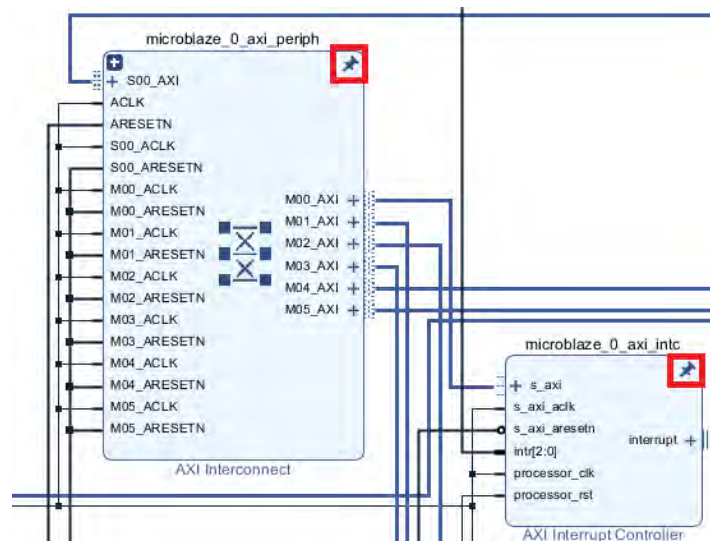 microblaze_0_axi_periph
S00_AXI
ACLK
ARESETN
S00_ACLK
S00_ARESETN
M00_ACLK
M00_ARESETN
M01_ACLK
M01_ARESETN
M02_ACLK
M02_ARESETN
M03_ACLK
M03_ARESETN
M04_ACLK
M04_ARESETN
M05_ACLK
M05_ARESETN
M00_AXI
M01_AXI
M02_AXI
M03_AXI
M04_AXI
M05_AXI
AXI Interconnect
microblaze_0_axi_intc
s_axi
s_axi_aclk
s_axi_aresetn
intr[2:0]
processor_clk
processor_rst
interrupt
AXI Interrupt Controller